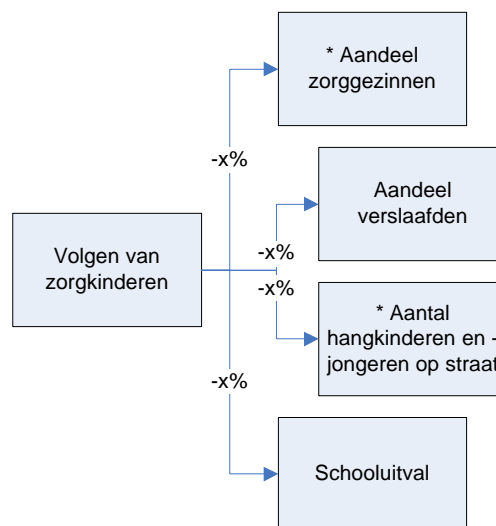 * Aandeel
zorggezinnen
-x%
Aandeel
verslaafden
Volgen van
zorgkinderen
-x%
-x%
* Aantal
hangkinderen en -
jongeren op straat
-x%
Schooluitval